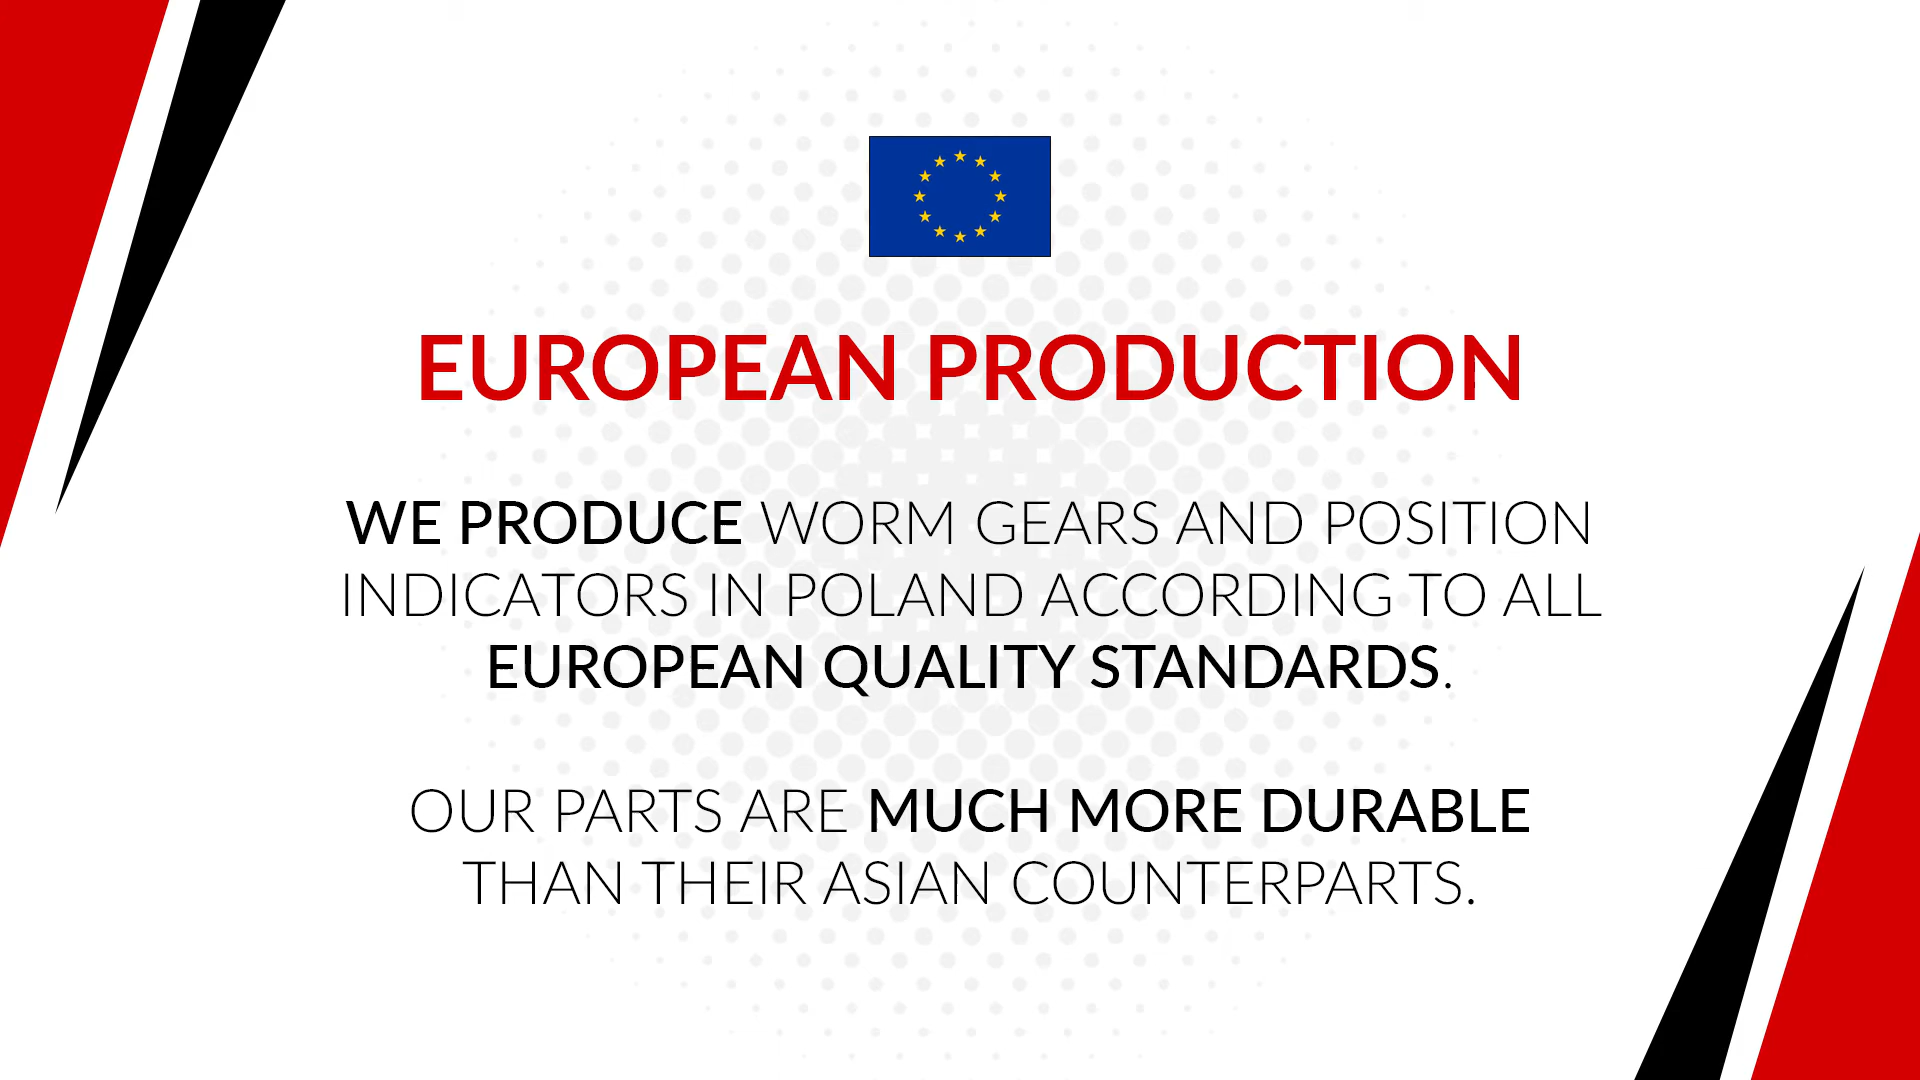 EUROPEAN PRODUCTION
WE PRODUCE WORM GEARS AND POSITION
INDICATORS IN POLAND ACCORDING TO ALL
EUROPEAN QUALITY STANDARDS.
OUR PARTS ARE MUCH MORE DURABLE
THAN THEIR ASIAN COUNTERPARTS.